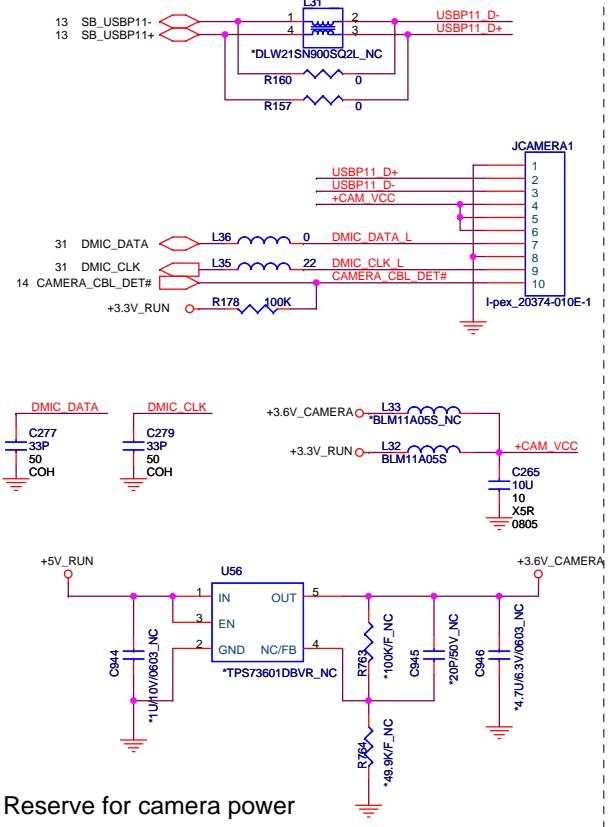 L31
13 SB_USBP11- 1 2 USBP11_D-
13 SB_USBP11+ 4 3 USBP11_D+
*DLW21SN900SQ2L_NC
R160 0
R157 0
JCAMERA1
1
USBP11_D+ 2
USBP11_D- 3
+CAM_VCC 4
5
6
31 DMIC_DATA L36 0 DMIC_DATA_L 7
8
31 DMIC_CLK L35 22 DMIC_CLK_L 9
14 CAMERA_CBL_DET# CAMERA_CBL_DET# 10
+3.3V_RUN R178 100K
I-pex_20374-010E-1
DMIC_DATA
C277
33P
50
COH
DMIC_CLK
C279
33P
50
COH
+3.6V_CAMERA L33
*BLM11A05S_NC
+3.3V_RUN L32 +CAM_VCC
BLM11A05S
C265
10U
10
X5R
0805
+5V_RUN
+3.6V_CAMERA
U56
1 IN OUT 5
3 EN
2 GND NC/FB 4
*TPS73601DBVR_NC
C944
*1U/10V/0603_NC
R763
*100K/F_NC
C945
*20P/50V_NC
C946
*4.7U/6.3V/0603_NC
R764
*49.9K/F_NC
Reserve for camera power